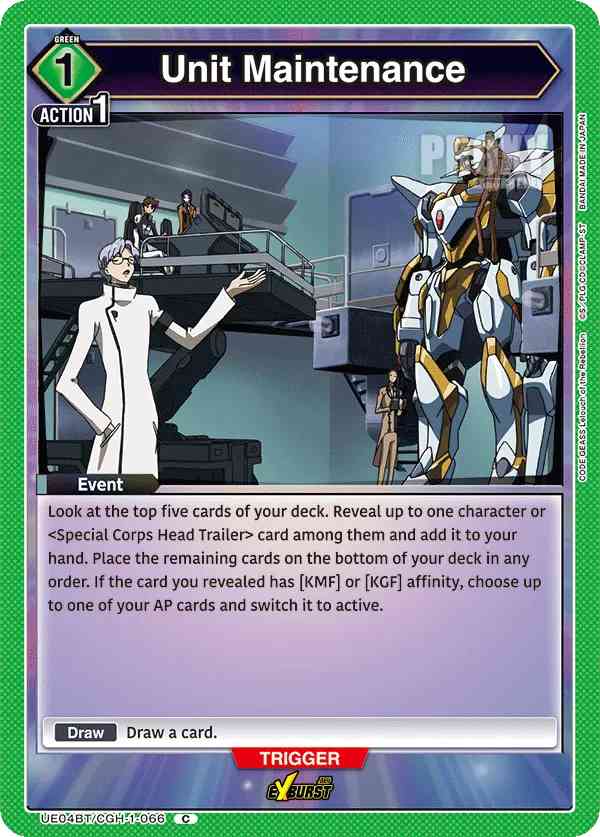 GREEN
1
Unit Maintenance
ACTION 1
BANDAI MADE IN JAPAN
CODE GEASS Lelouch of the Rebellion
Event
Look at the top five cards of your deck. Reveal up to one character or
<Special Corps Head Trailer> card among them and add it to your
hand. Place the remaining cards on the bottom of your deck in any
order. If the card you revealed has [KMF] or [KGF] affinity, choose up
to one of your AP cards and switch it to active.
Draw Draw a card.
TRIGGER
EXBURST
UE04BT/CGH-1-066 C